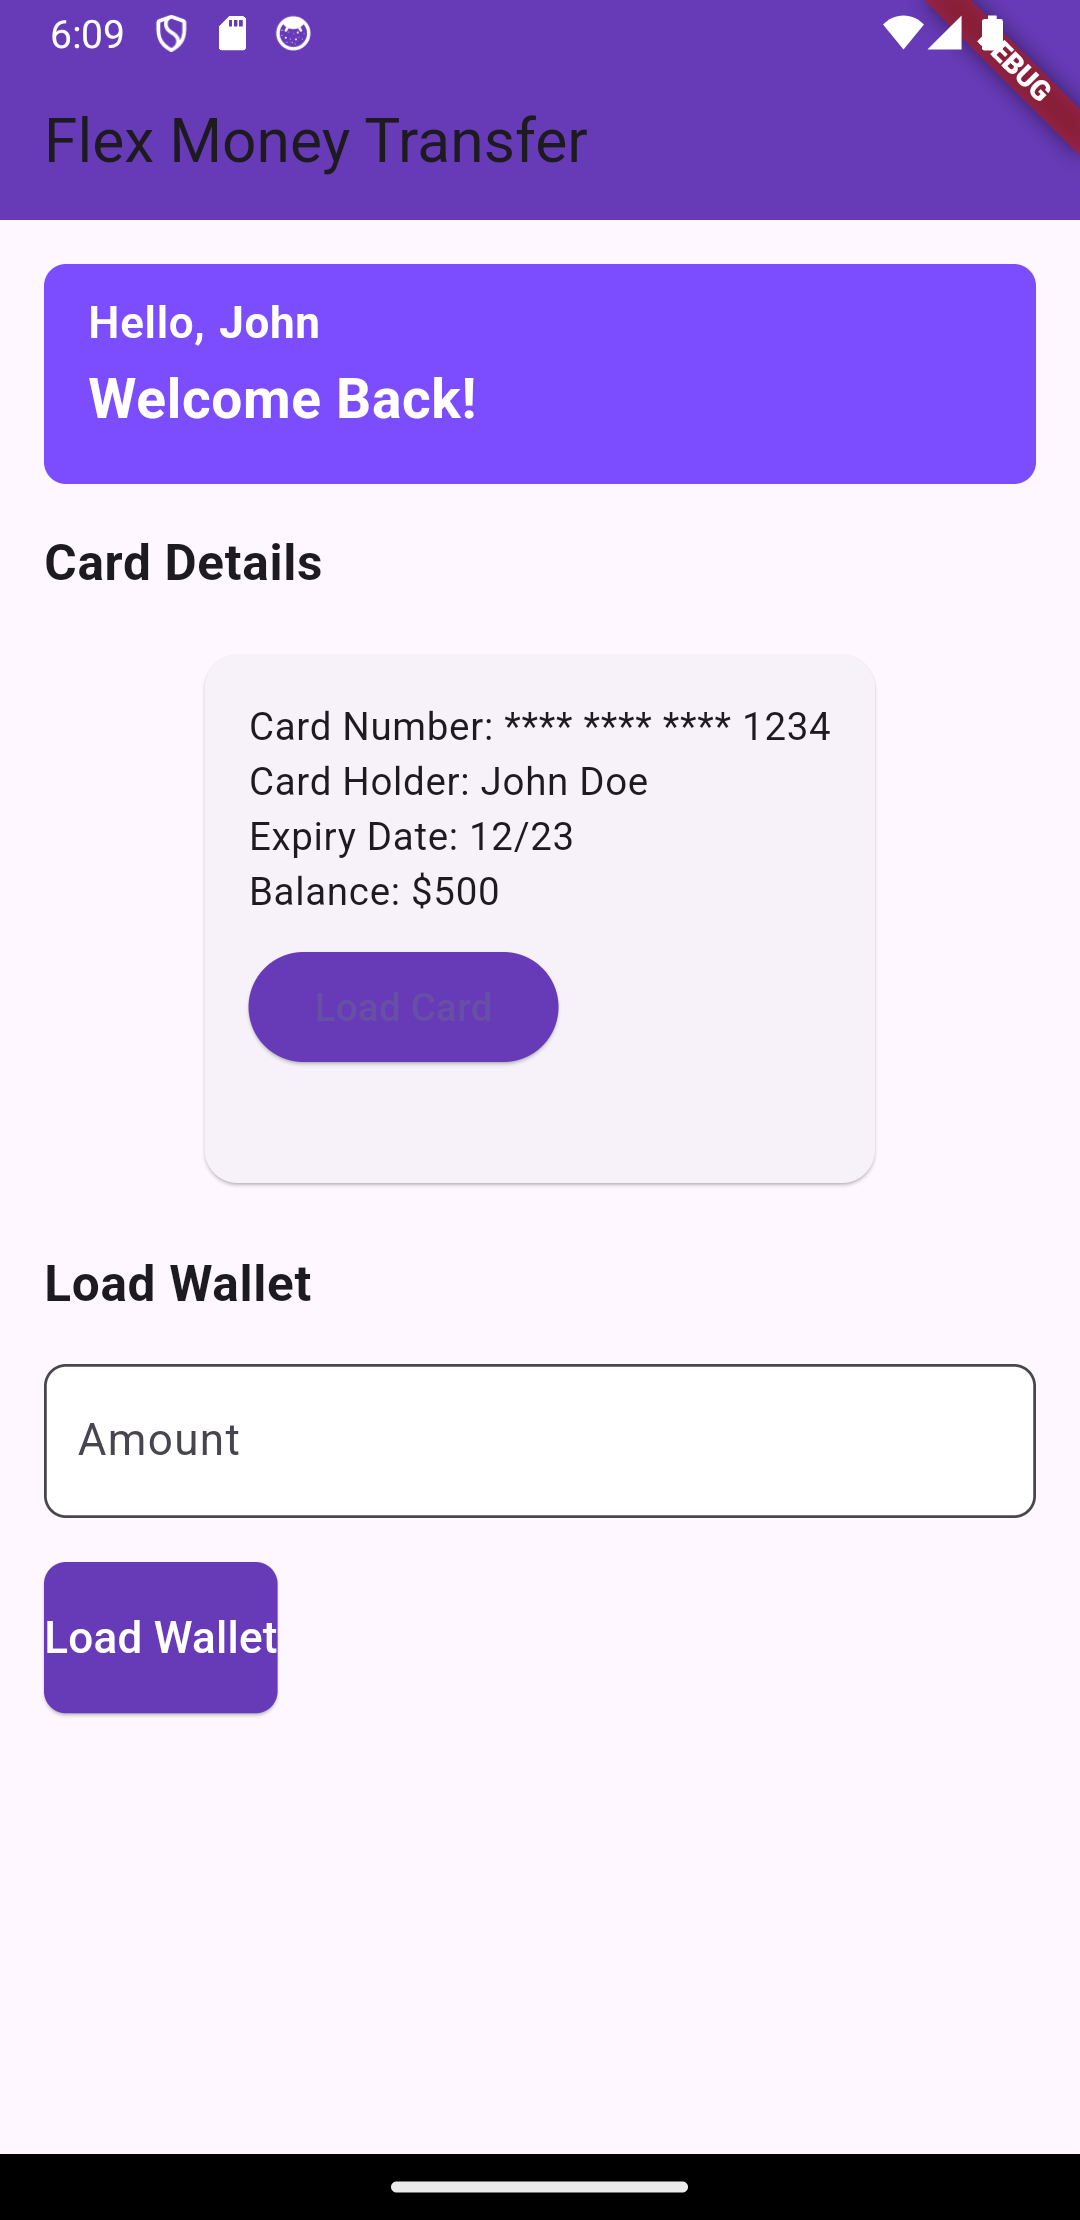 6:09
DEBUG
Flex Money Transfer
Hello, John
Welcome Back!
Card Details
Card Number: **** **** **** 1234
Card Holder: John Doe
Expiry Date: 12/23
Balance: $500
Load Card
Load Wallet
Amount
Load Wallet